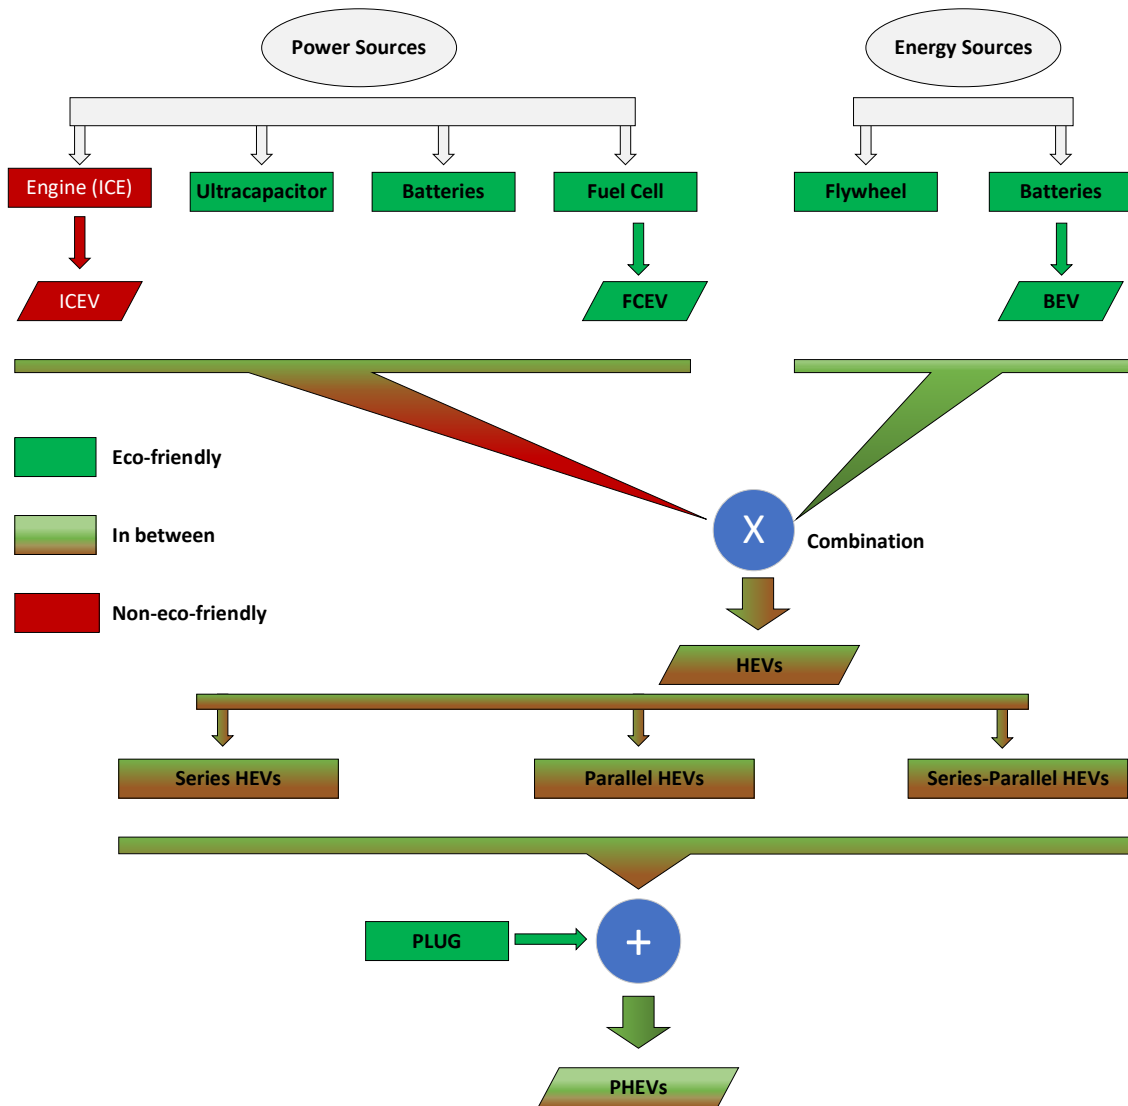 Power Sources
Energy Sources
Engine (ICE)
Ultracapacitor
Batteries
Fuel Cell
Flywheel
Batteries
ICEV
FCEV
BEV
Eco-friendly
In between
Non-eco-friendly
X
Combination
HEVs
Series HEVs
Parallel HEVs
Series-Parallel HEVs
PLUG
+
PHEVs